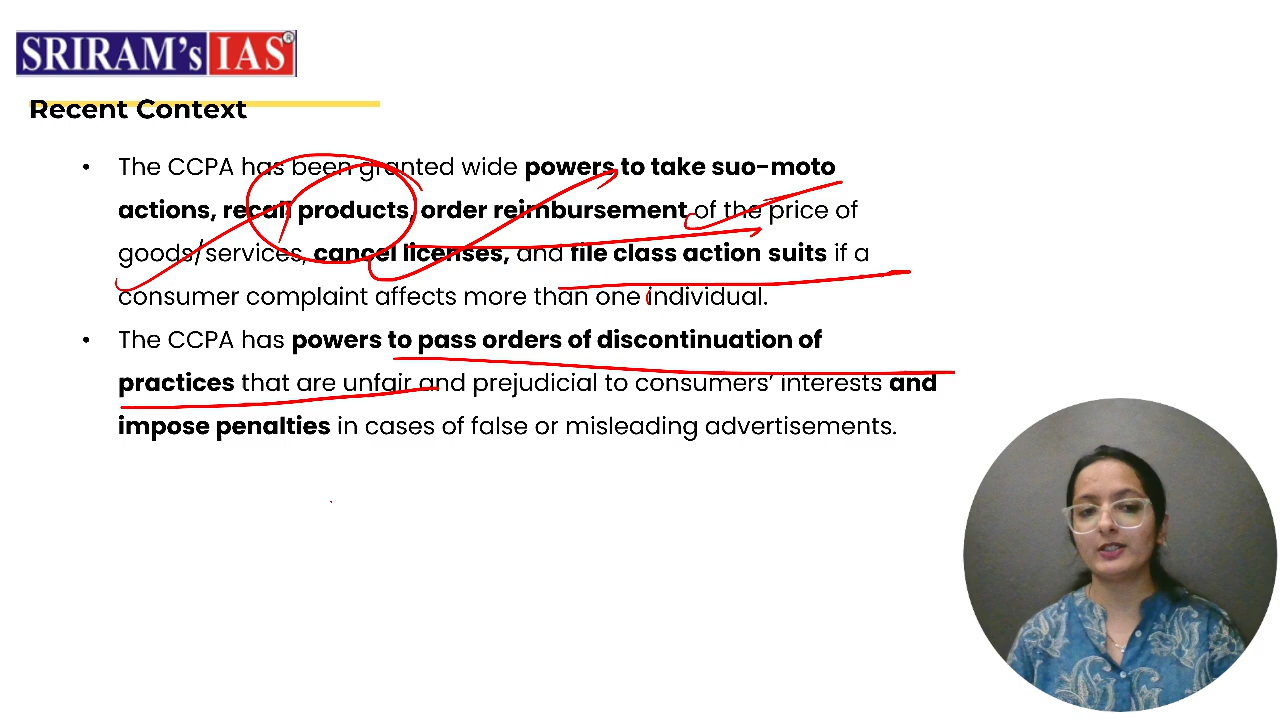 SRIRAM's IAS®
Recent Context
• The CCPA has been granted wide powers to take suo-moto
actions, recall products, order reimbursement of the price of
goods/services, cancel licenses, and file class action suits if a
consumer complaint affects more than one individual.
• The CCPA has powers to pass orders of discontinuation of
practices that are unfair and prejudicial to consumers’ interests and
impose penalties in cases of false or misleading advertisements.